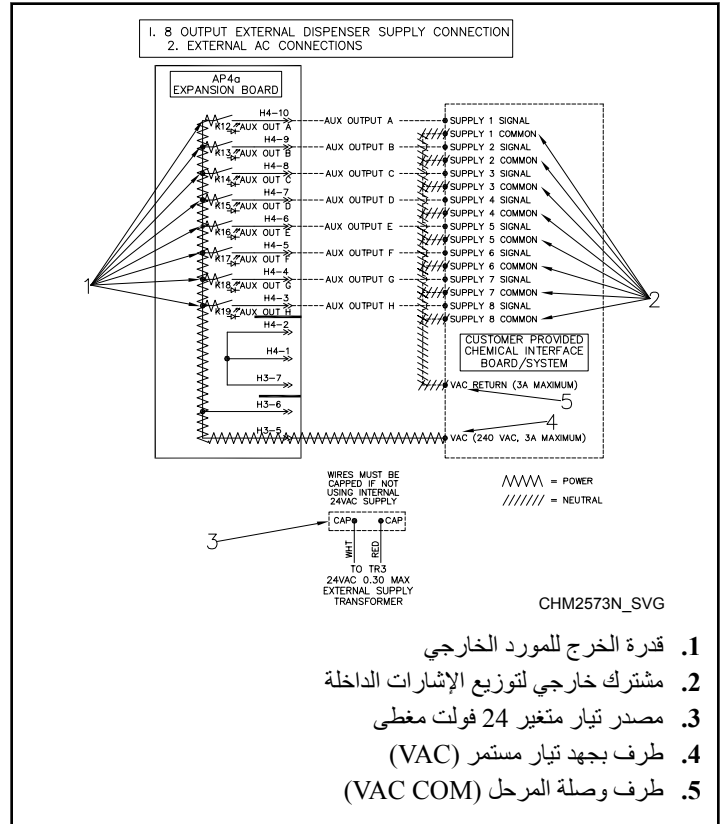 I. 8 OUTPUT EXTERNAL DISPENSER SUPPLY CONNECTION
2. EXTERNAL AC CONNECTIONS
AP4a
EXPANSION BOARD
H4-10
K12 AUX OUT A
AUX OUTPUT A
SUPPLY 1 SIGNAL
SUPPLY 1 COMMON
H4-9
K13 AUX OUT B
AUX OUTPUT B
SUPPLY 2 SIGNAL
SUPPLY 2 COMMON
H4-8
K14 AUX OUT C
AUX OUTPUT C
SUPPLY 3 SIGNAL
SUPPLY 3 COMMON
H4-7
K15 AUX OUT D
AUX OUTPUT D
SUPPLY 4 SIGNAL
SUPPLY 4 COMMON
H4-6
K16 AUX OUT E
AUX OUTPUT E
SUPPLY 5 SIGNAL
SUPPLY 5 COMMON
H4-5
K17 AUX OUT F
AUX OUTPUT F
SUPPLY 6 SIGNAL
SUPPLY 6 COMMON
H4-4
K18 AUX OUT G
AUX OUTPUT G
SUPPLY 7 SIGNAL
SUPPLY 7 COMMON
H4-3
K19 AUX OUT H
AUX OUTPUT H
SUPPLY 8 SIGNAL
SUPPLY 8 COMMON
1
2
H4-2
H4-1
H3-7
H3-6
H3-5
CUSTOMER PROVIDED
CHEMICAL INTERFACE
BOARD/SYSTEM
VAC RETURN (3A MAXIMUM)
5
4
VAC (240 VAC, 3A MAXIMUM)
WIRES MUST BE
CAPPED IF NOT
USING INTERNAL
24VAC SUPPLY
= POWER
= NEUTRAL
3
CAP CAP
WHT RED
TO TR3
24VAC 0.30 MAX
EXTERNAL SUPPLY
TRANSFORMER
CHM2573N_SVG
1. قدرة الخرج للمورد الخارجي
2. مشترك خارجي لتوزيع الإشارات الداخلة
3. مصدر تيار متغير 24 فولت مغطى
4. طرف بجهد تيار مستمر (VAC)
5. طرف وصلة المرحل (VAC COM)